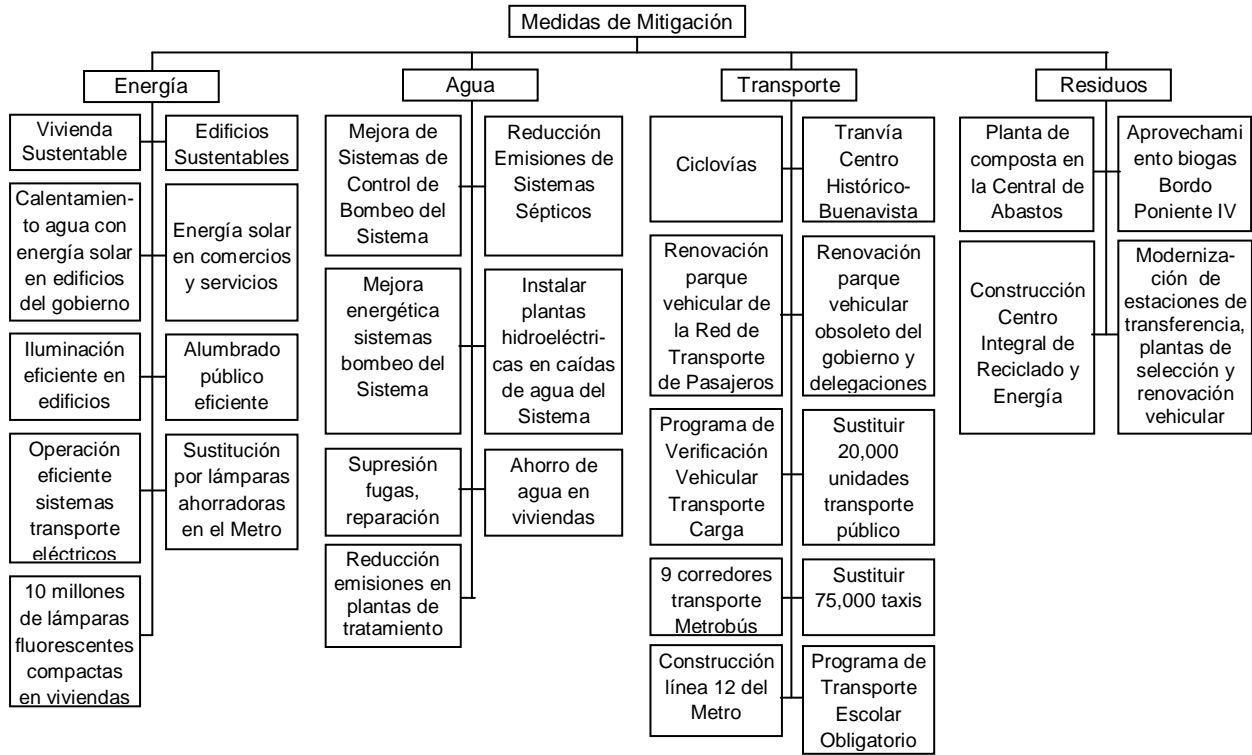 Medidas de Mitigación
Energía
Vivienda
Sustentable
Edificios
Sustentables
Calentamien-
to agua con
energía solar
en edificios
del gobierno
Energía solar
en comercios
y servicios
Iluminación
eficiente en
edificios
Alumbrado
público
eficiente
Operación
eficiente
sistemas
transporte
eléctricos
Sustitución
por lámparas
ahorradoras
en el Metro
10 millones
de lámparas
fluorescentes
compactas
en viviendas
Agua
Mejora de
Sistemas de
Control de
Bombeo del
Sistema
Reducción
Emisiones de
Sistemas
Sépticos
Mejora
energética
sistemas
bombeo del
Sistema
Instalar
plantas
hidroeléctri-
cas en caídas
de agua del
Sistema
Supresión
fugas,
reparación
Ahorro de
agua en
viviendas
Reducción
emisiones en
plantas de
tratamiento
Transporte
Ciclovías
Tranvía
Centro
Histórico-
Buenavista
Renovación
parque
vehicular de
la Red de
Transporte
de Pasajeros
Renovación
parque
vehicular
obsoleto del
gobierno y
delegaciones
Programa de
Verificación
Vehicular
Transporte
Carga
Sustituir
20,000
unidades
transporte
público
9 corredores
transporte
Metrobús
Sustituir
75,000 taxis
Construcción
línea 12 del
Metro
Programa de
Transporte
Escolar
Obligatorio
Residuos
Planta de
composta en
la Central de
Abastos
Aprovechami
ento biogas
Bordo
Poniente IV
Construcción
Centro
Integral de
Reciclado y
Energía
Moderniza-
ción de
estaciones de
transferencia,
plantas de
selección y
renovación
vehicular